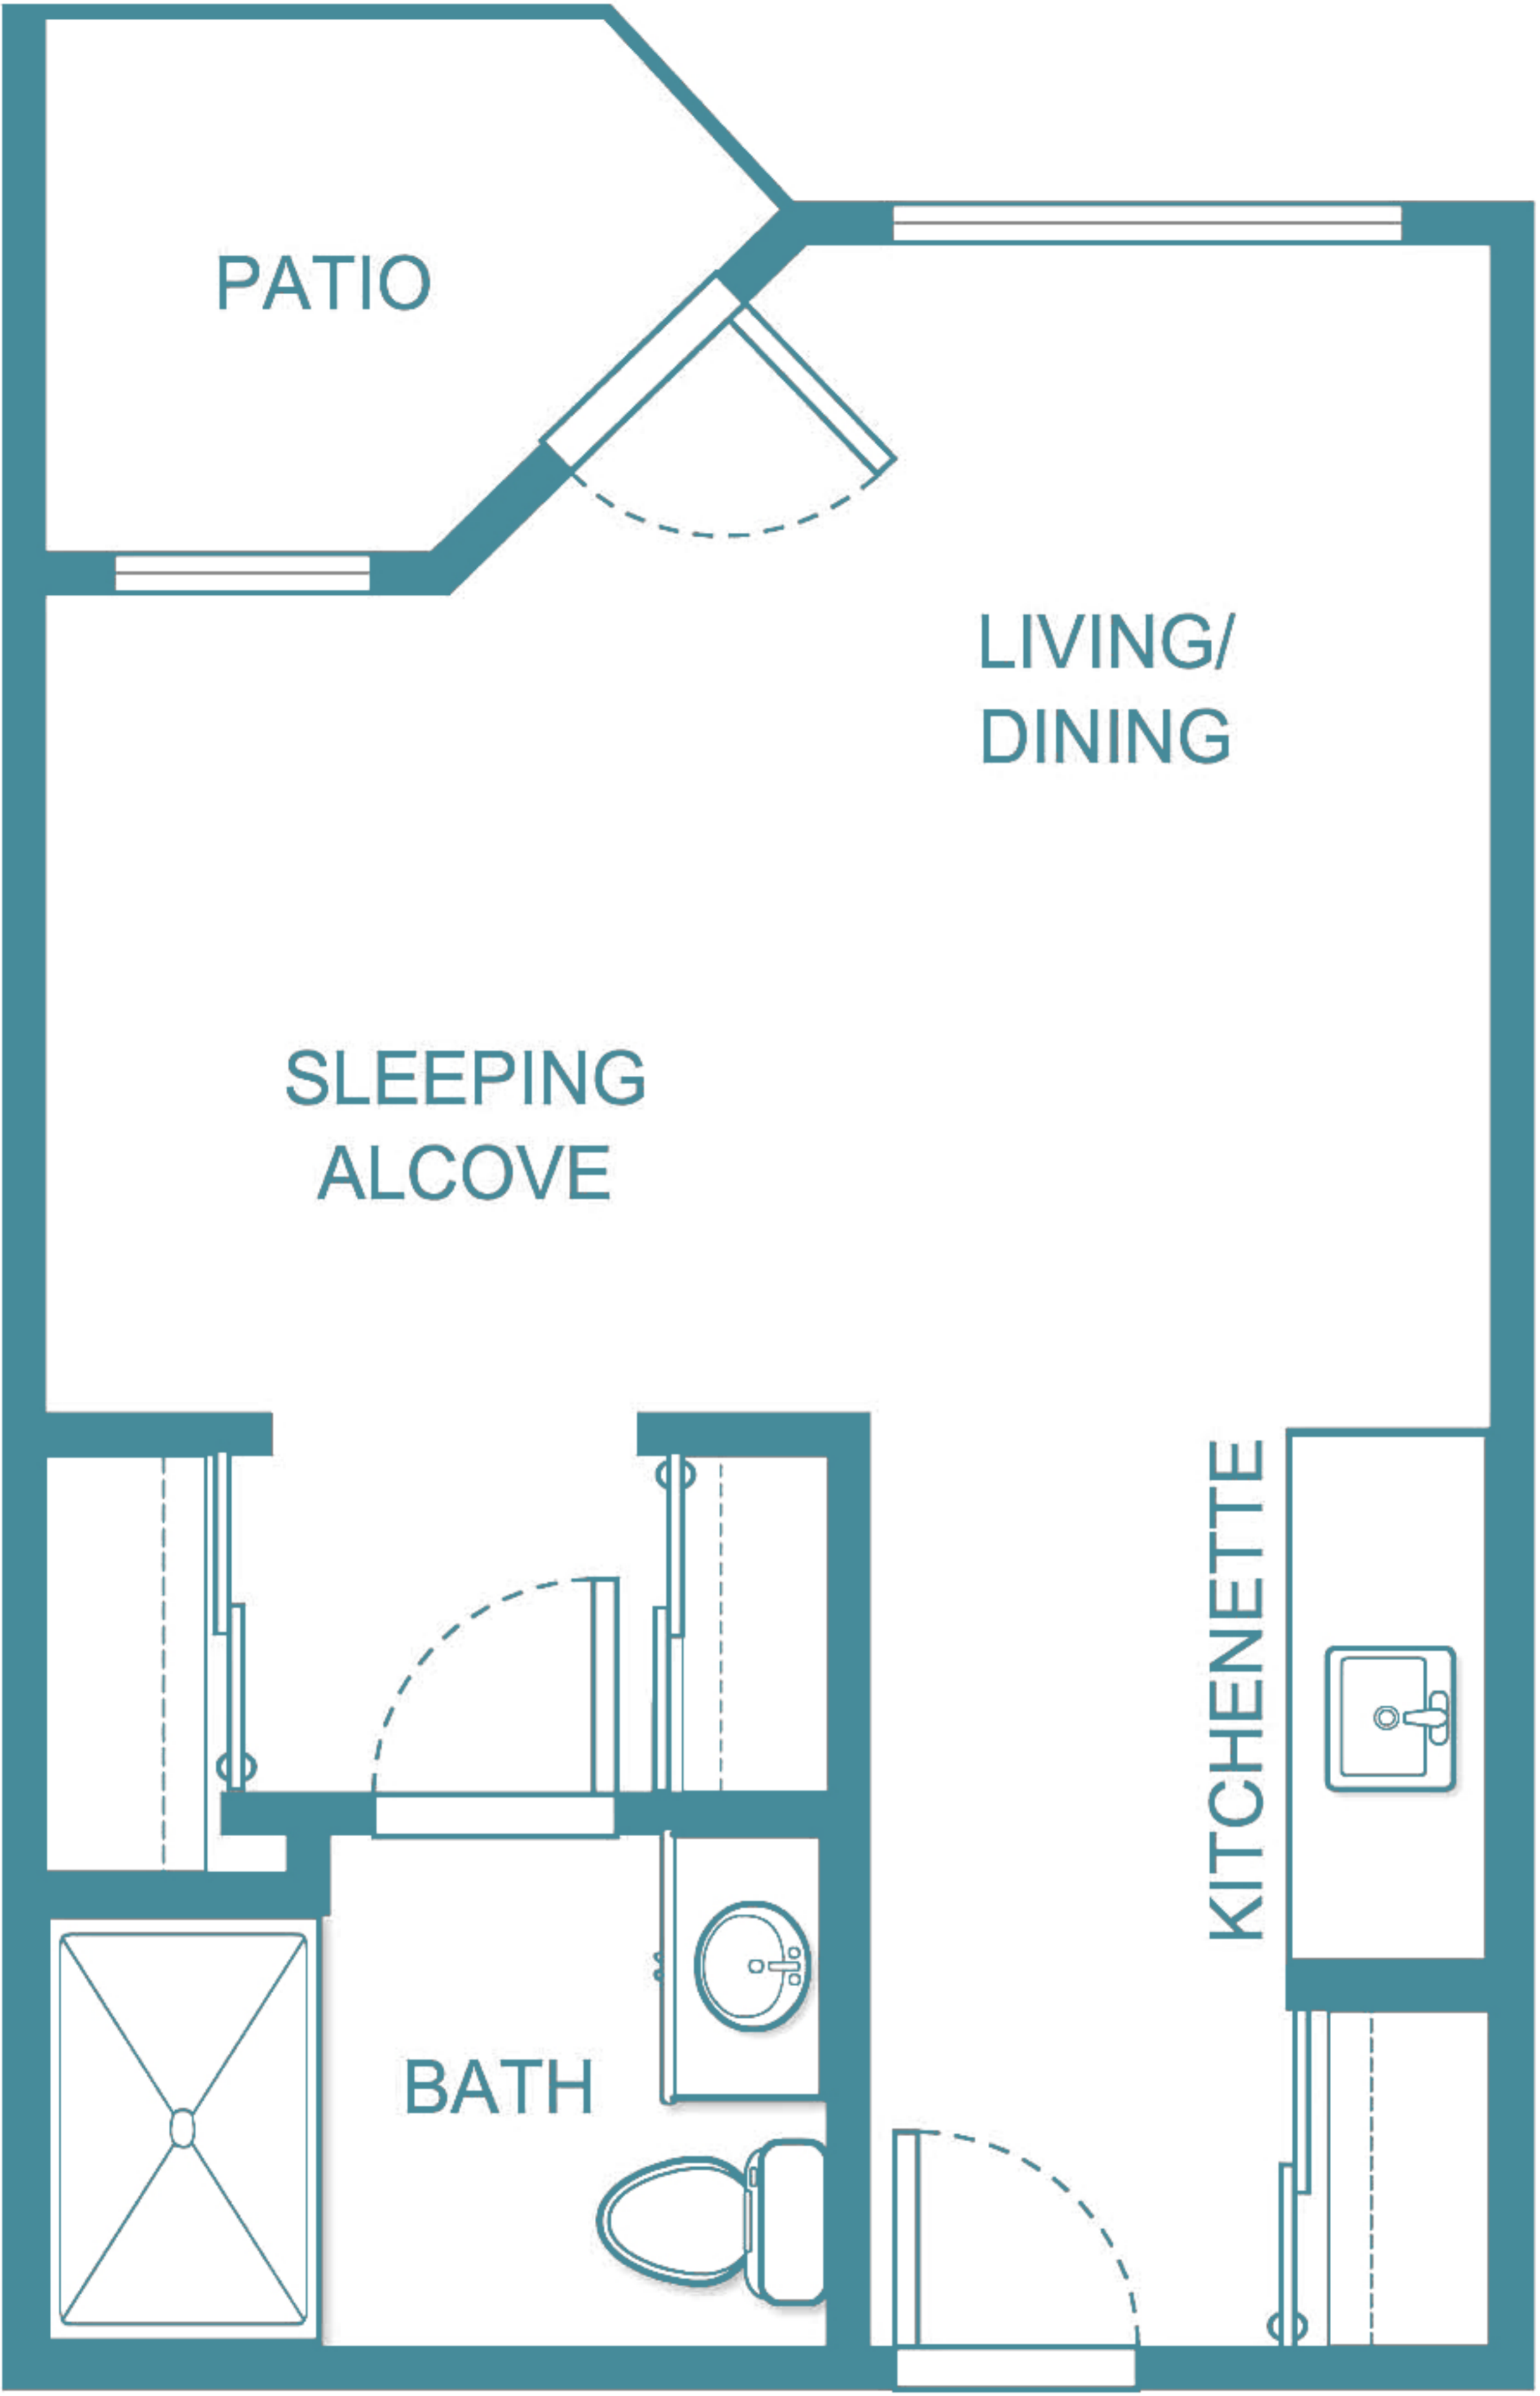 PATIO
LIVING/
DINING
SLEEPING
ALCOVE
KITCHENETTE
BATH